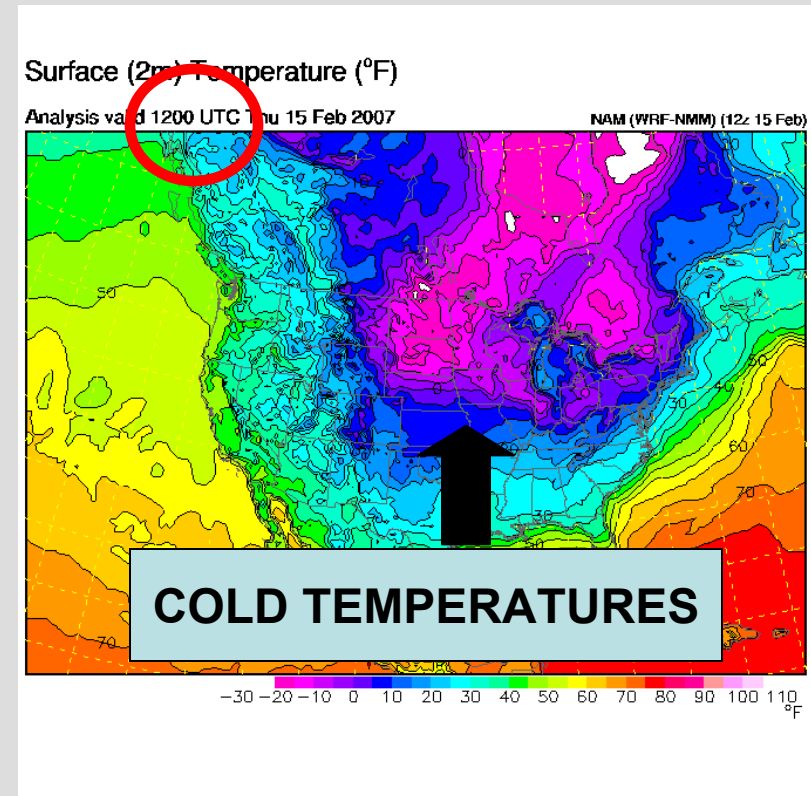 Surface (2m) Temperature (°F)
Analysis valid 1200 UTC Thu 15 Feb 2007
NAM (WRF-NMM) (12z 15 Feb)
50
50
40
30
60
70
0
30
70
COLD TEMPERATURES
-30 -20 -10 0 10 20 30 40 50 60 70 80 90 100 110
°F